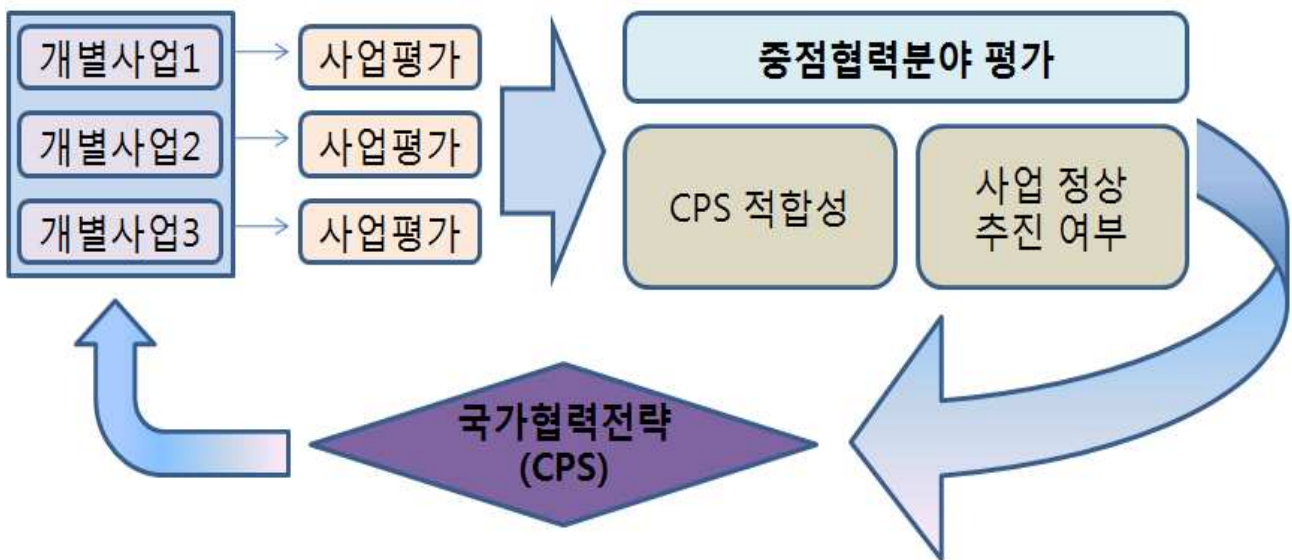 개별사업1
사업평가
개별사업2
사업평가
개별사업3
사업평가
중점협력분야 평가
CPS 적합성
사업 정상
추진 여부
국가협력전략
(CPS)